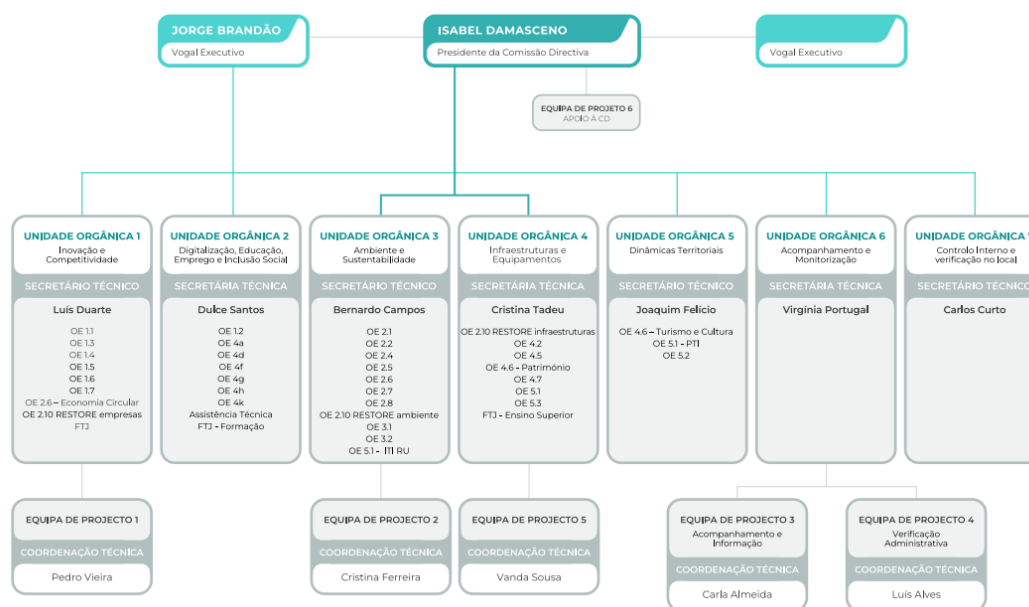 JORGE BRANDÃO
Vogal Executivo
ISABEL DAMASCENO
Presidente da Comissão Directiva
Vogal Executivo
EQUIPA DE PROJETO 6
APOIO À CD
UNIDADE ORGÂNICA 1
Inovação e
Competitividade
SECRETÁRIO TÉCNICO
Luís Duarte
OE 1.1
OE 1.3
OE 1.4
OE 1.5
OE 1.6
OE 1.7
OE 2.6 – Economia Circular
OE 2.10 RESTORE empresas
FTJ
UNIDADE ORGÂNICA 2
Digitalização, Educação,
Emprego e Inclusão Social
SECRETÁRIA TÉCNICA
Dulce Santos
OE 1.2
OE 4a
OE 4d
OE 4f
OE 4g
OE 4h
OE 4k
Assistência Técnica
FTJ - Formação
UNIDADE ORGÂNICA 3
Ambiente e
Sustentabilidade
SECRETÁRIO TÉCNICO
Bernardo Campos
OE 2.1
OE 2.2
OE 2.4
OE 2.5
OE 2.6
OE 2.7
OE 2.8
OE 2.10 RESTORE ambiente
OE 3.1
OE 3.2
OE 5.1 - ITI RU
UNIDADE ORGÂNICA 4
Infraestruturas e
Equipamentos
SECRETÁRIA TÉCNICA
Cristina Tadeu
OE 2.10 RESTORE infraestruturas
OE 4.2
OE 4.5
OE 4.6 - Património
OE 4.7
OE 5.1
OE 5.3
FTJ - Ensino Superior
UNIDADE ORGÂNICA 5
Dinâmicas Territoriais
SECRETÁRIO TÉCNICO
Joaquim Felício
OE 4.6 – Turismo e Cultura
OE 5.1 - PTI
OE 5.2
UNIDADE ORGÂNICA 6
Acompanhamento e
Monitorização
SECRETÁRIA TÉCNICA
Virgínia Portugal
UNIDADE ORGÂNICA
Controlo Interno e
verificação no local
SECRETÁRIO TÉCNICO
Carlos Curto
EQUIPA DE PROJECTO 1
COORDENAÇÃO TÉCNICA
Pedro Vieira
EQUIPA DE PROJECTO 2
COORDENAÇÃO TÉCNICA
Cristina Ferreira
EQUIPA DE PROJECTO 5
COORDENAÇÃO TÉCNICA
Vanda Sousa
EQUIPA DE PROJECTO 3
Acompanhamento e
Informação
COORDENAÇÃO TÉCNICA
Carla Almeida
EQUIPA DE PROJECTO 4
Verificação
Administrativa
COORDENAÇÃO TÉCNICA
Luís Alves